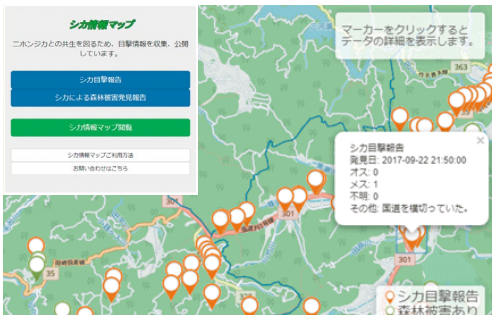 シカ情報マップ
ニホンジカとの共生を図るため、目撃情報を収集、公開
しています。
シカ目撃報告
シカによる森林被害発見報告
シカ情報マップ閲覧
シカ情報マップご利用方法
お問い合わせはこちら
マーカーをクリックすると
データの詳細を表示します。
363
シカ目撃報告
発見日: 2017-09-22 21:50:00
オス: 0
メス: 1
不明: 0
その他: 国道を横切っていた。
301
301
301
35
シカ目撃報告
森林被害あり